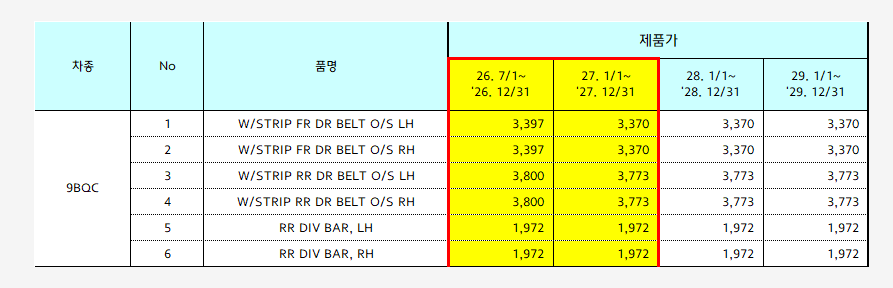 차종 No 품명 제품가
26. 7/1~ 27. 1/1~ 28. 1/1~ 29. 1/1~
'26. 12/31 '27. 12/31 '28. 12/31 '29. 12/31
9BQC
1 W/STRIP FR DR BELT O/S LH 3,397 3,370 3,370 3,370
2 W/STRIP FR DR BELT O/S RH 3,397 3,370 3,370 3,370
3 W/STRIP RR DR BELT O/S LH 3,800 3,773 3,773 3,773
4 W/STRIP RR DR BELT O/S RH 3,800 3,773 3,773 3,773
5 RR DIV BAR, LH 1,972 1,972 1,972 1,972
6 RR DIV BAR, RH 1,972 1,972 1,972 1,972